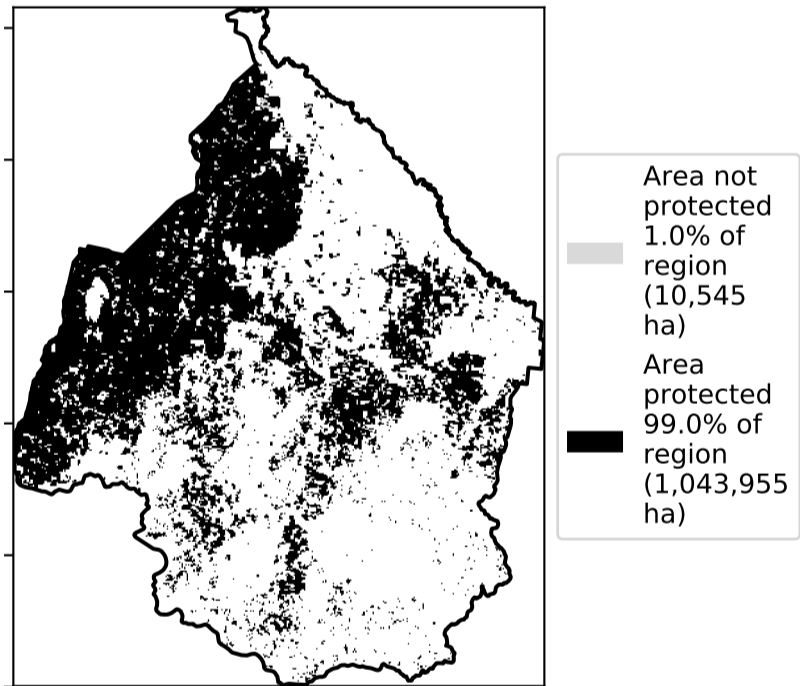 Area not
protected
1.0% of
region
(10,545
ha)
Area
protected
99.0% of
region
(1,043,955
ha)